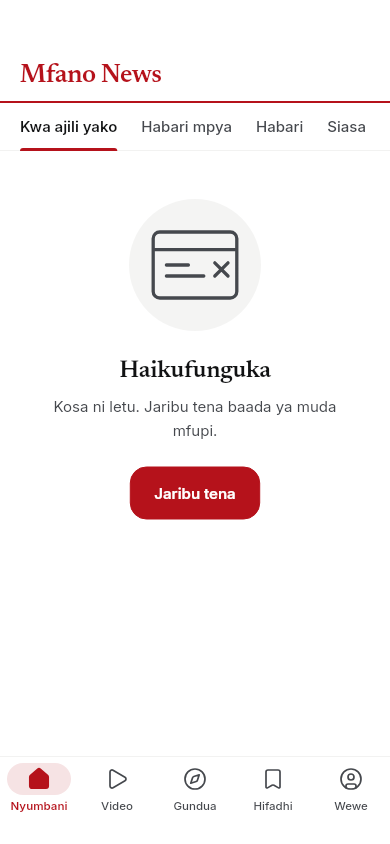 Mfano News
Kwa ajili yako
Habari mpya
Habari
Siasa
Haikufunguka
Kosa ni letu. Jaribu tena baada ya muda
mfupi.
Jaribu tena
Nyumbani
Video
Gundua
Hifadhi
Wewe